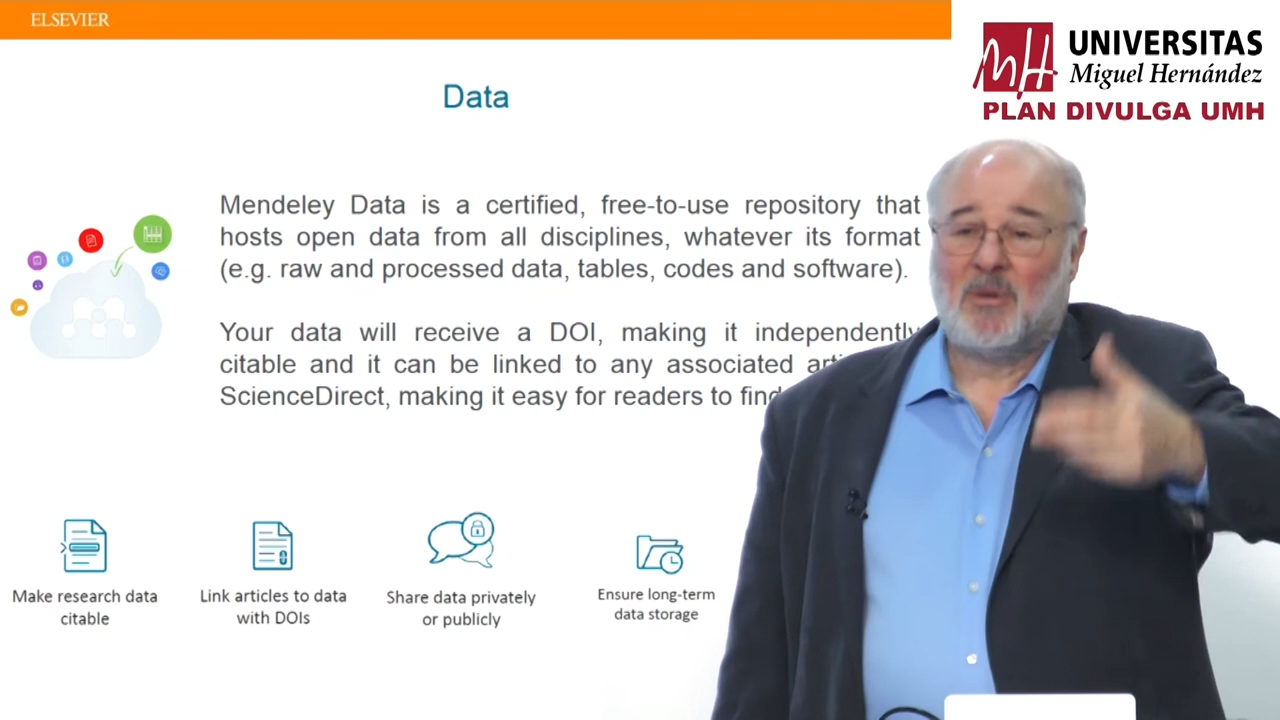 ELSEVIER
UNIVERSITAS
Miguel Hernández
PLAN DIVULGA UMH
Data
Mendeley Data is a certified, free-to-use repository that
hosts open data from all disciplines, whatever its format
(e.g. raw and processed data, tables, codes and software).
Your data will receive a DOI, making it independently
citable and it can be linked to any associated
ScienceDirect, making it easy for readers to
Make research data
citable
Link articles to data
with DOIs
Share data privately
or publicly
Ensure long-term
data storage